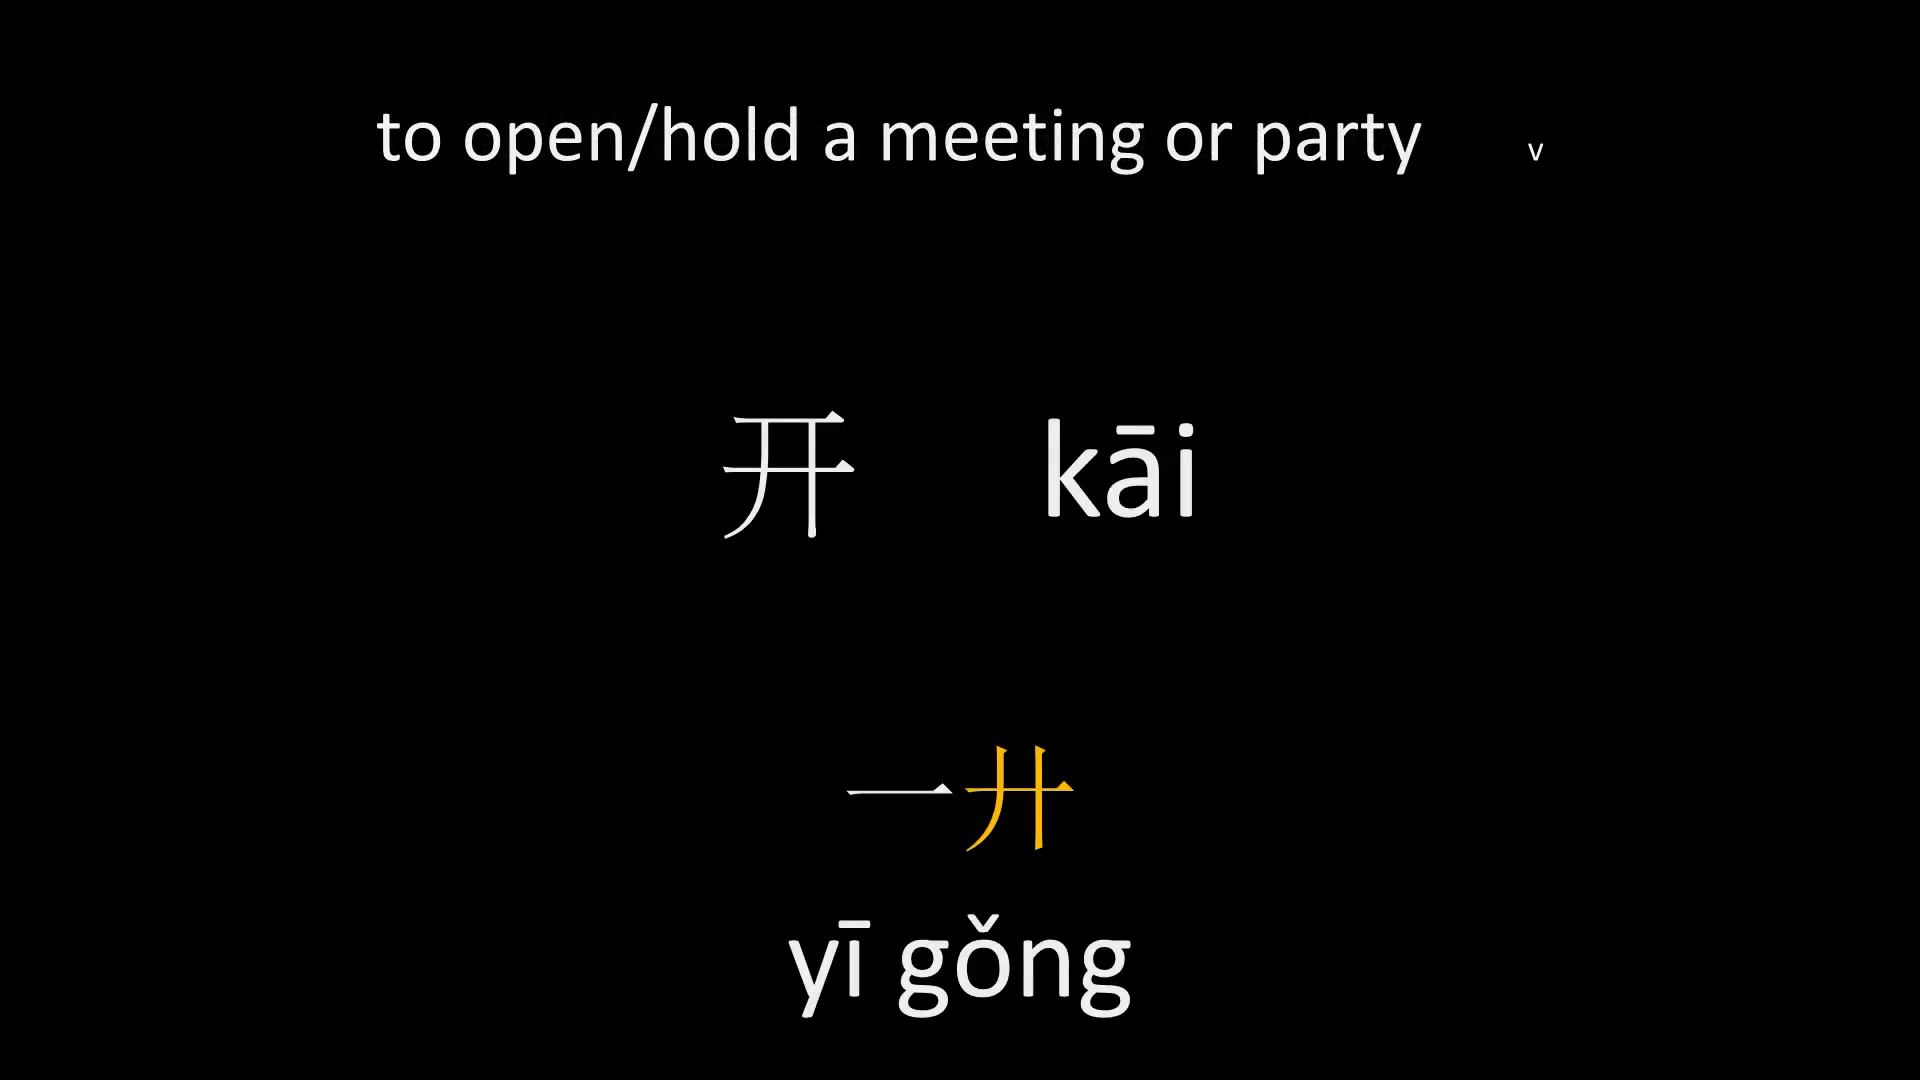 to open/hold a meeting or party v
开 kāi
一廾
yī gǒng